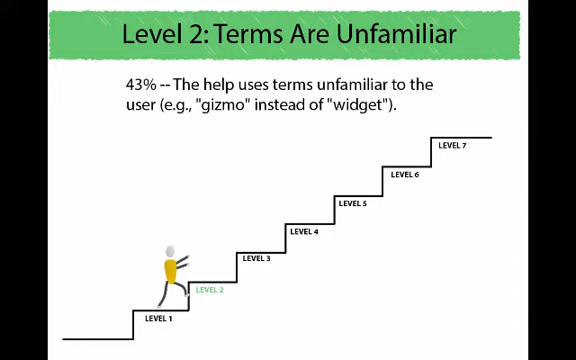 Level 2: Terms Are Unfamiliar
43% -- The help uses terms unfamiliar to the
user (e.g., "gizmo" instead of "widget").
LEVEL 7
LEVEL 6
LEVEL 5
LEVEL 4
LEVEL 3
LEVEL 2
LEVEL 1